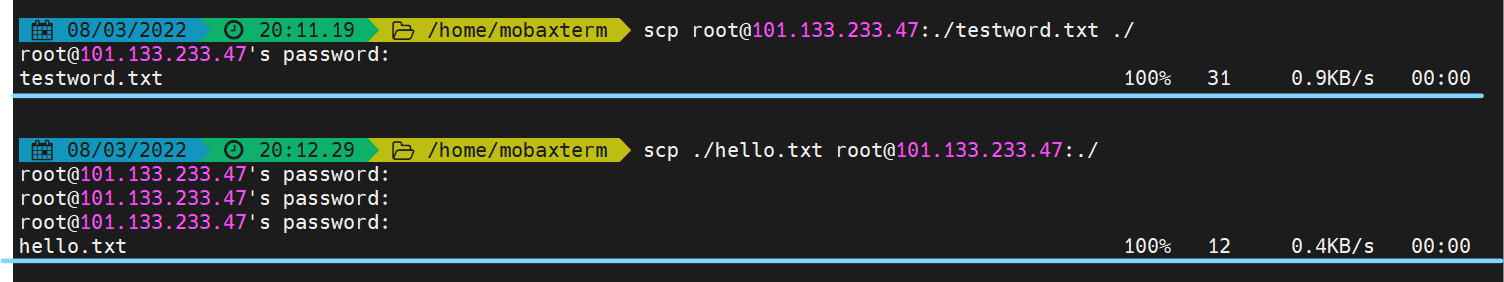 08/03/2022 20:11.19 /home/mobaxterm scp root@101.133.233.47:./testword.txt ./
root@101.133.233.47's password:
testword.txt 100% 31 0.9KB/s 00:00
08/03/2022 20:12.29 /home/mobaxterm scp ./hello.txt root@101.133.233.47:./
root@101.133.233.47's password:
root@101.133.233.47's password:
root@101.133.233.47's password:
hello.txt 100% 12 0.4KB/s 00:00